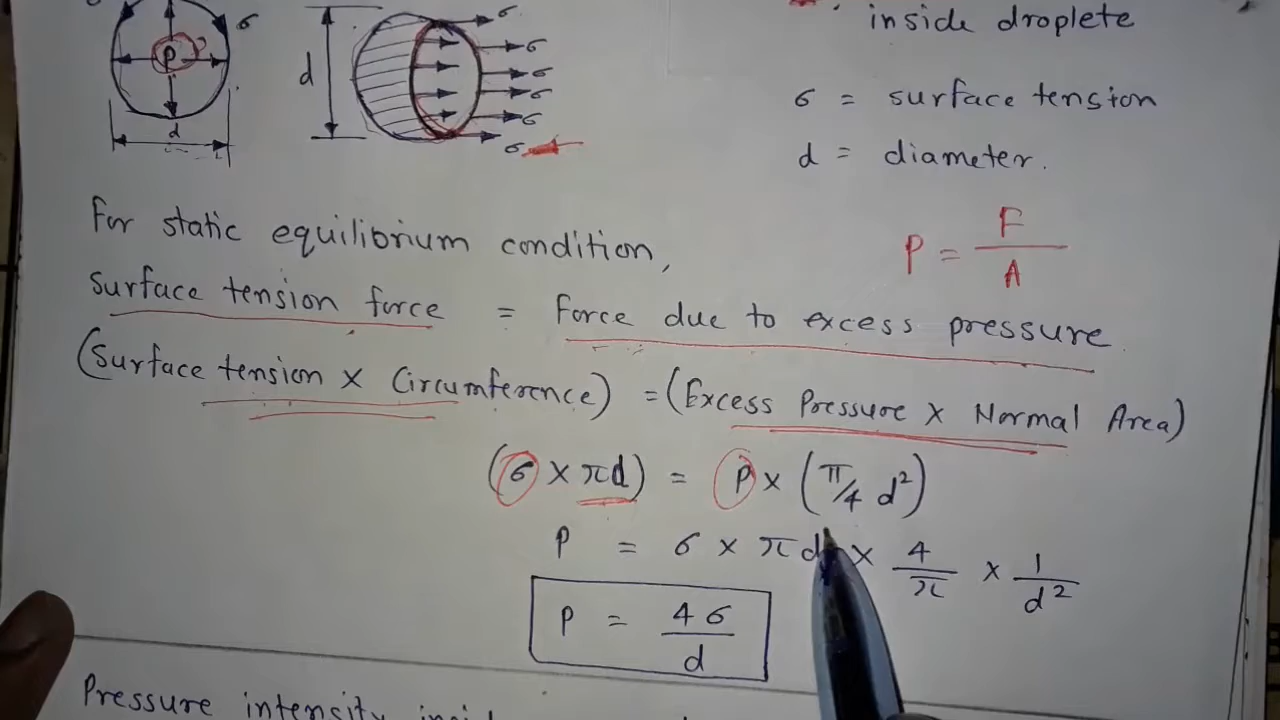 inside droplete
σ = surface tension
d = diameter.
P
d
σ
d
σ
σ
σ
σ
σ
σ
For static equilibrium condition,
P = F/A
Surface tension force = Force due to excess pressure.
(Surface tension × Circumference) = (Excess Pressure × Normal Area)
(σ × πd) = P × (π/4 d²)
P = σ × πd × 4/π × 1/d²
P = 4σ/d
Pressure intensity